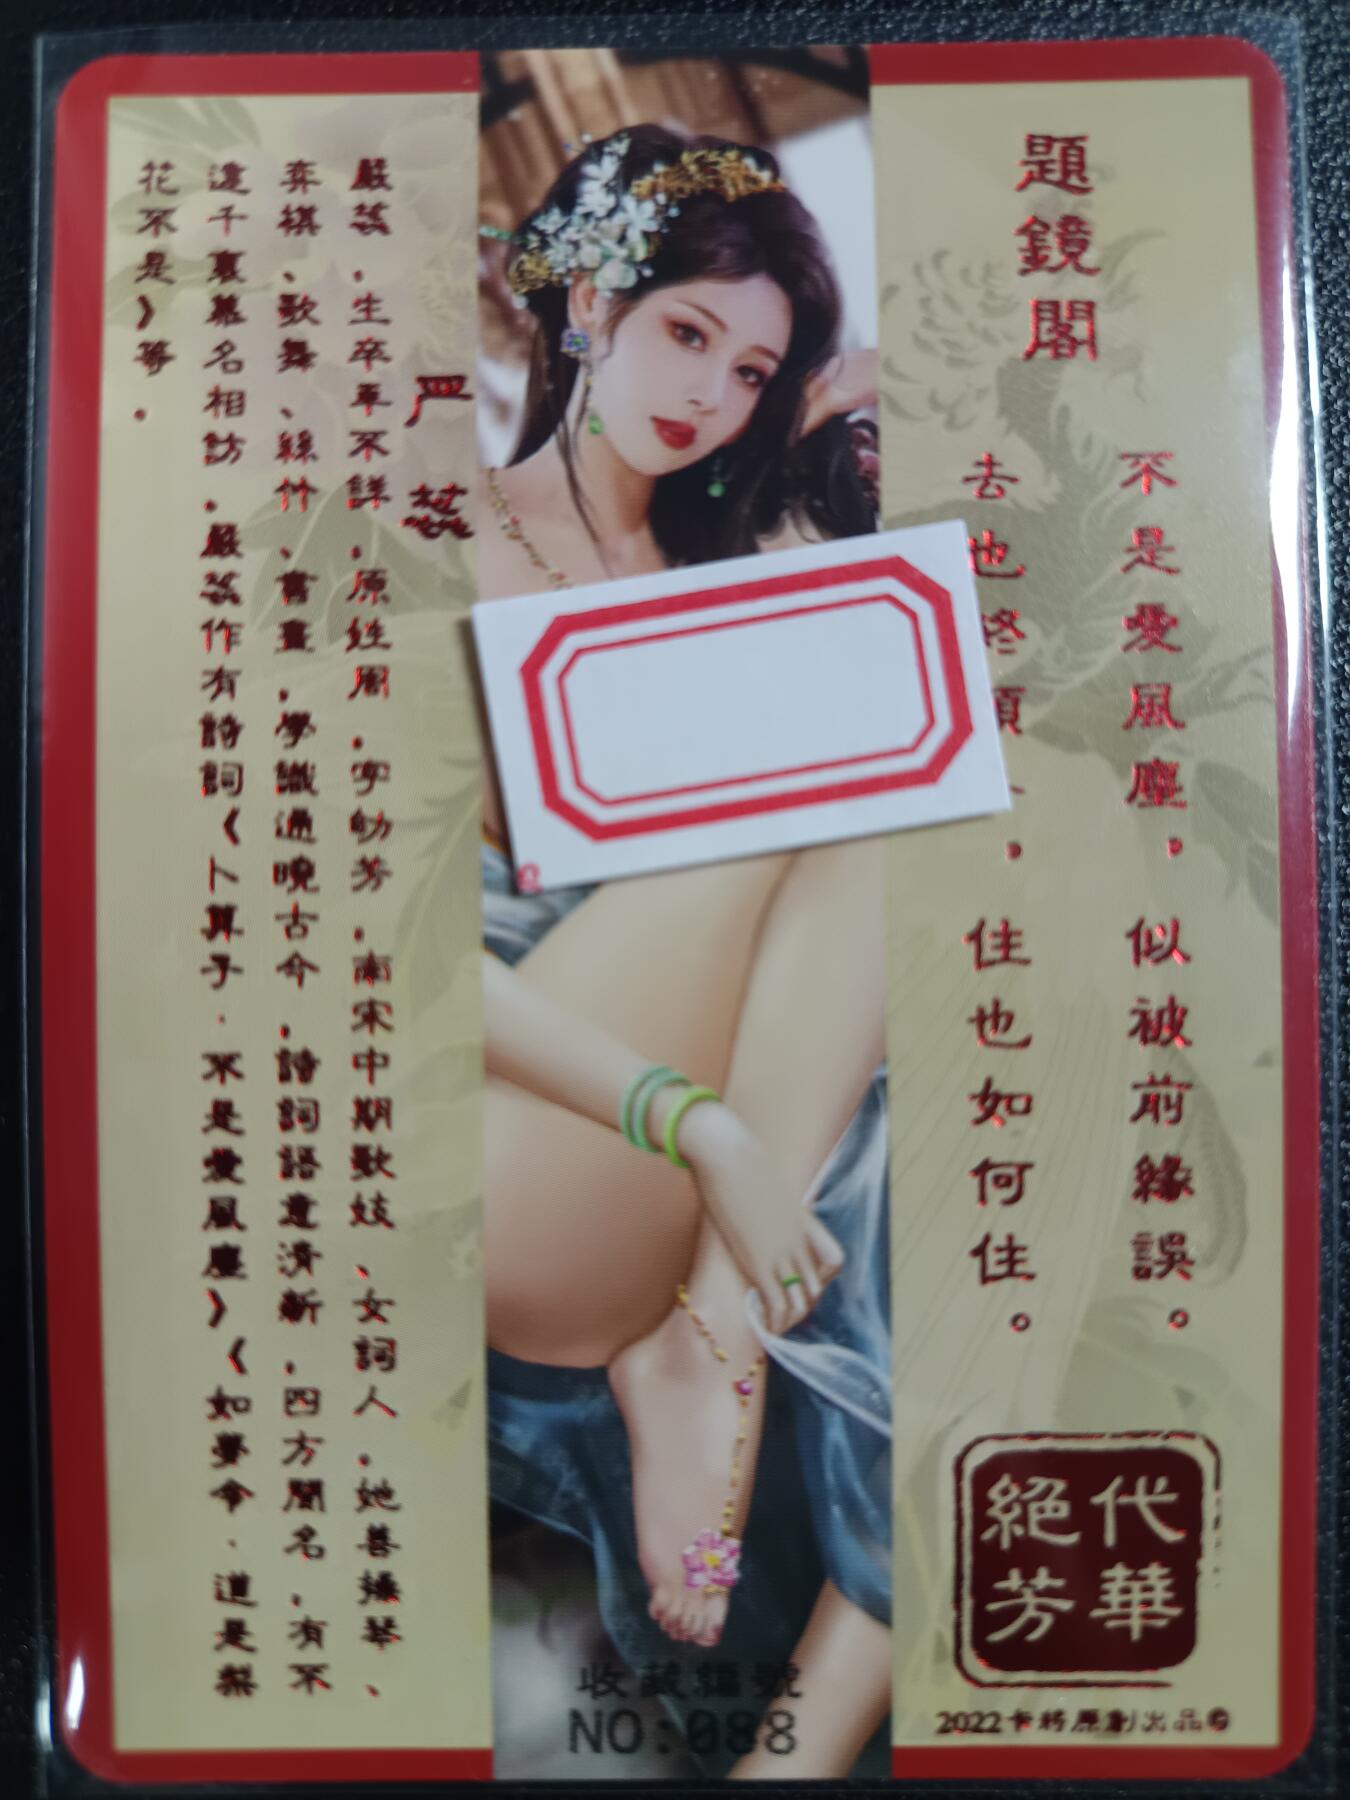 題鏡閣
不是愛風塵，似被前緣誤。
去也終須，住也如何住。
代華
絕芳
2022卡將原創出品©
严蕊
嚴蕊，生卒年不詳，原姓周，字幼芳，南宋中期歌妓、女詞人，她善操琴、
弈棋、歌舞、絲竹、書畫，學識通曉古今，詩詞語意清新，四方聞名，有不
遠千裏慕名相訪。嚴蕊作有詩詞《卜算子·不是愛風塵》《如夢令·道是梨
花不是》等。
收藏編號
NO:088